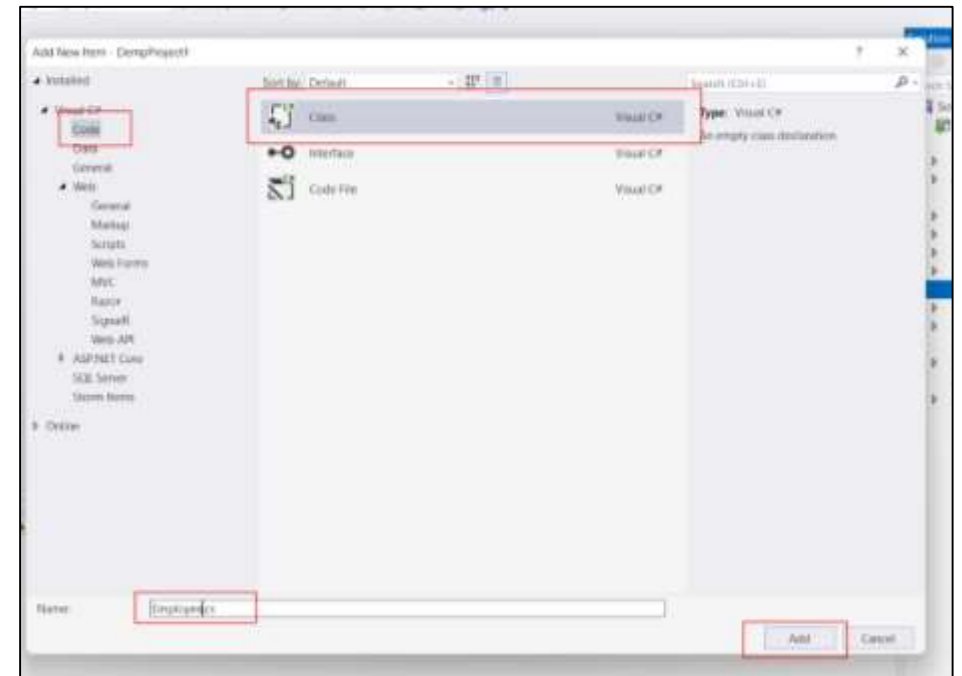 Add New Item - DempProject1
? ×
Installed
Sort by: Default
Search (Ctrl+E)
Visual C#
Code
Data
General
Web
General
Markup
Scripts
Web Forms
MVC
Razor
SignalR
Web API
ASP.NET Core
SQL Server
Storm Items
Online
Class Visual C#
Interface Visual C#
Code File Visual C#
Type: Visual C#
An empty class declaration
Name:
Add Cancel